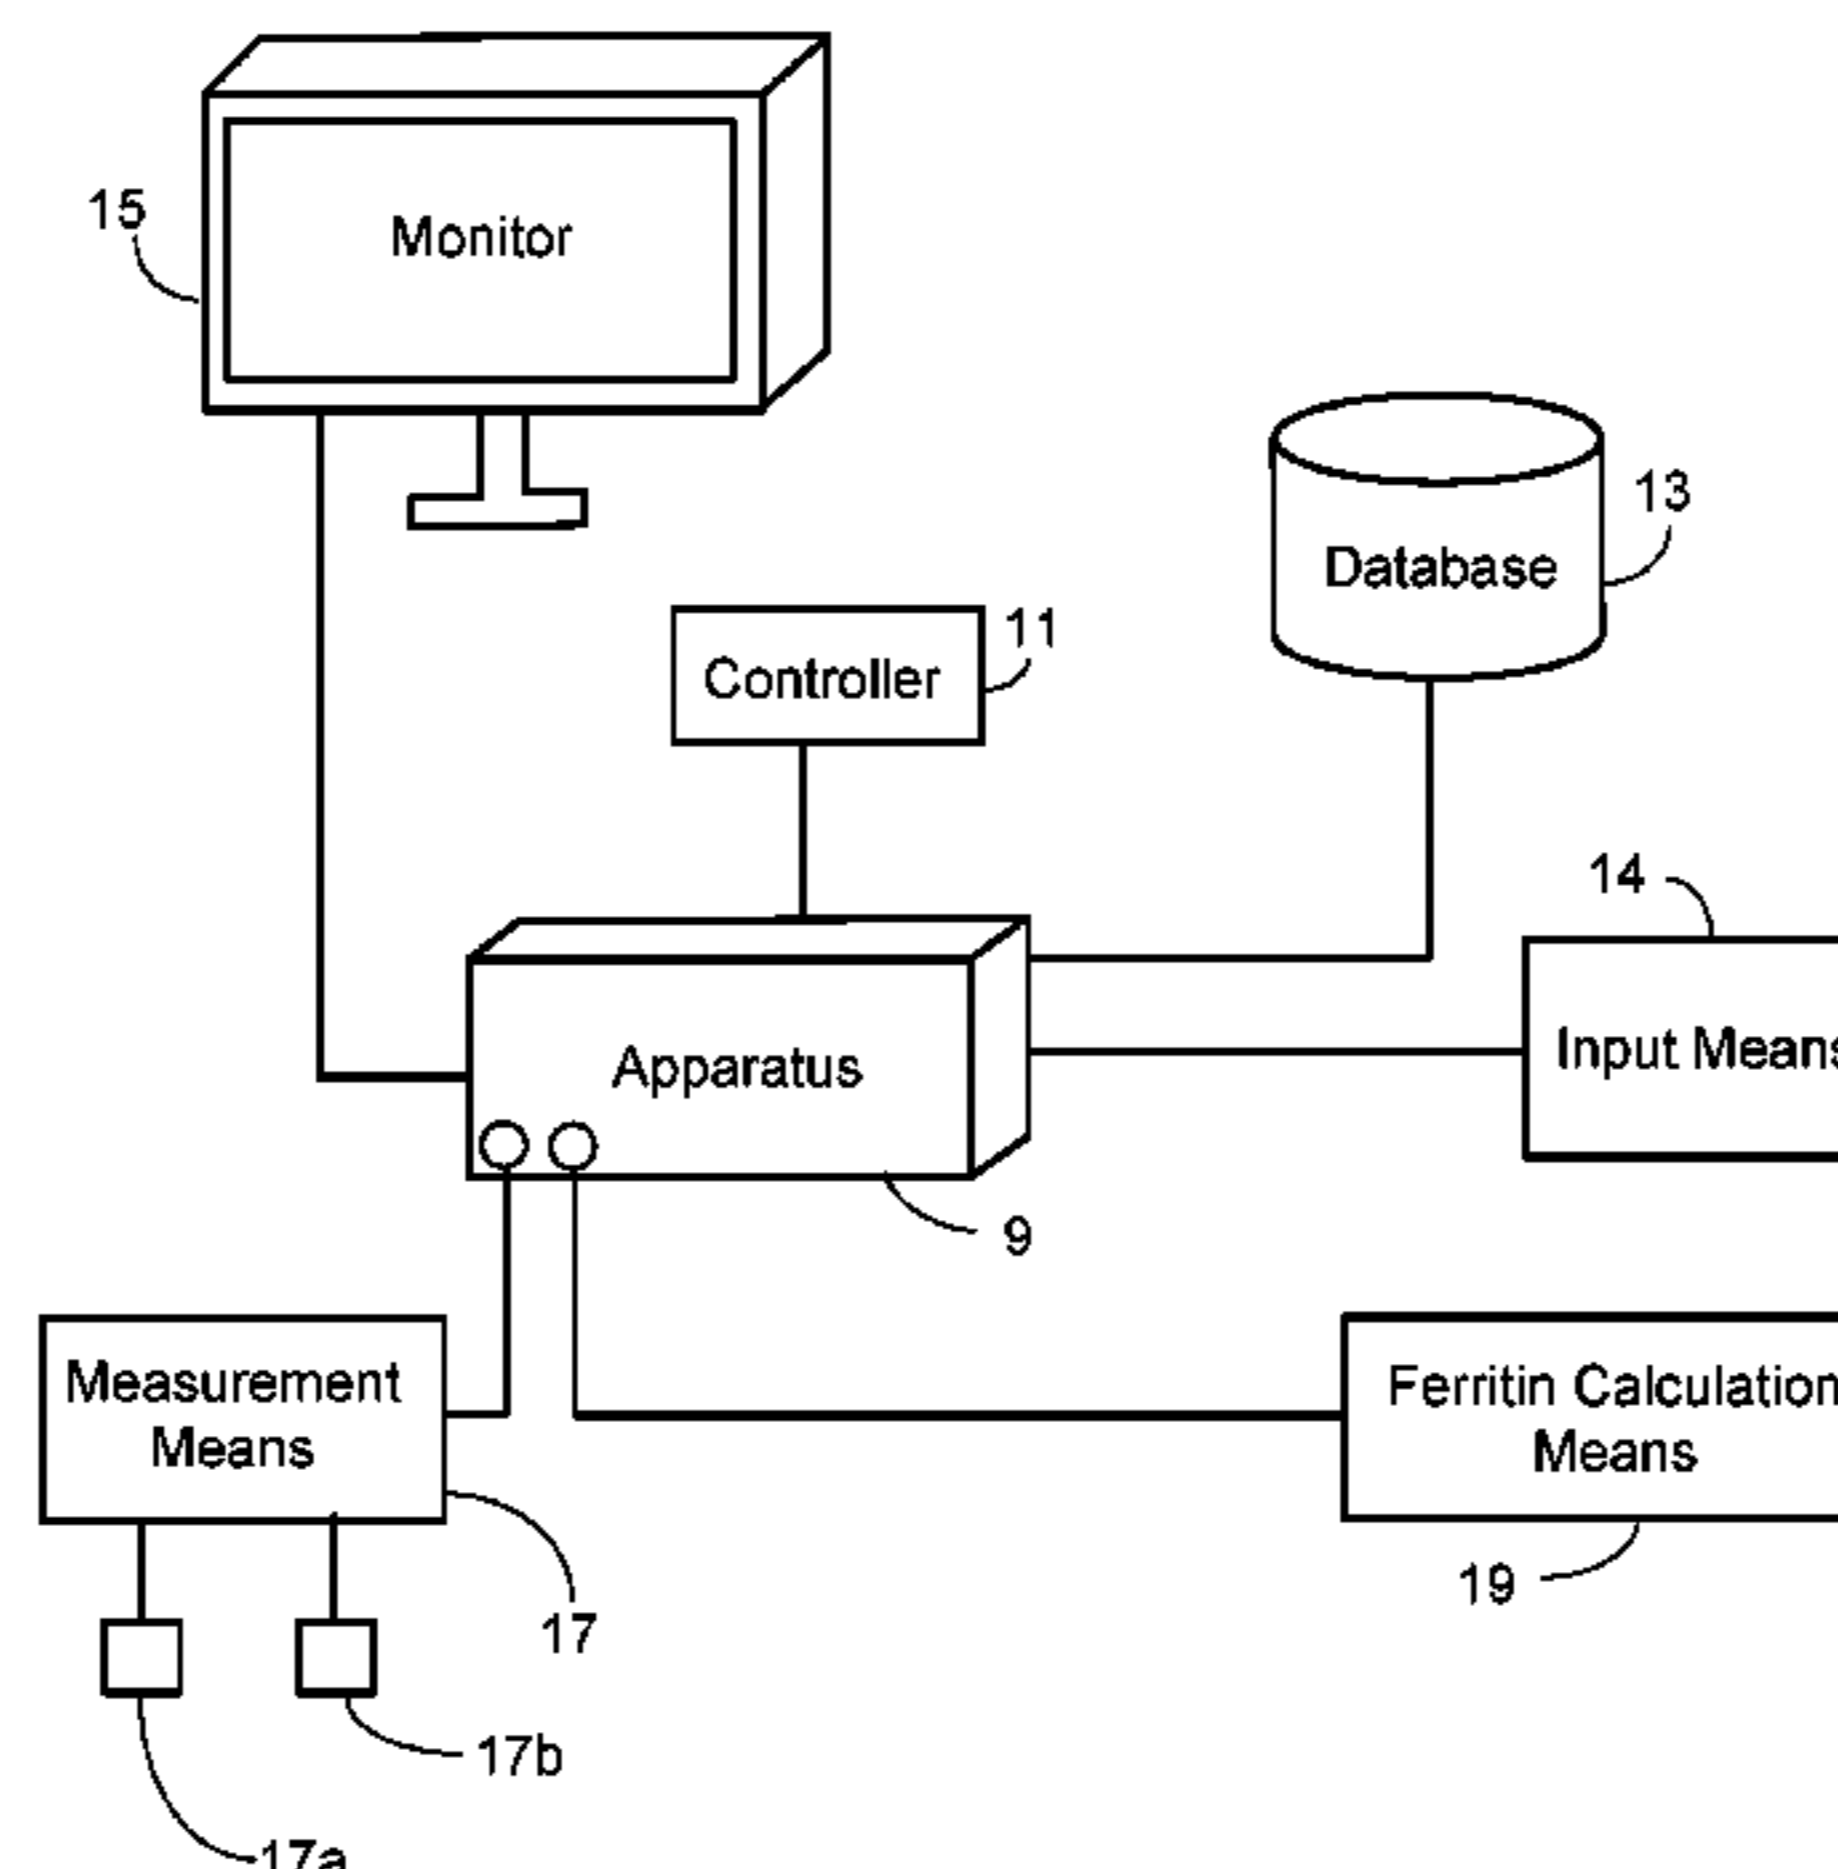 15
Monitor
13
Database
11
Controller
14
Input Means
Apparatus
9
Measurement
Means
Ferritin Calculation
Means
17
19
17b
17a